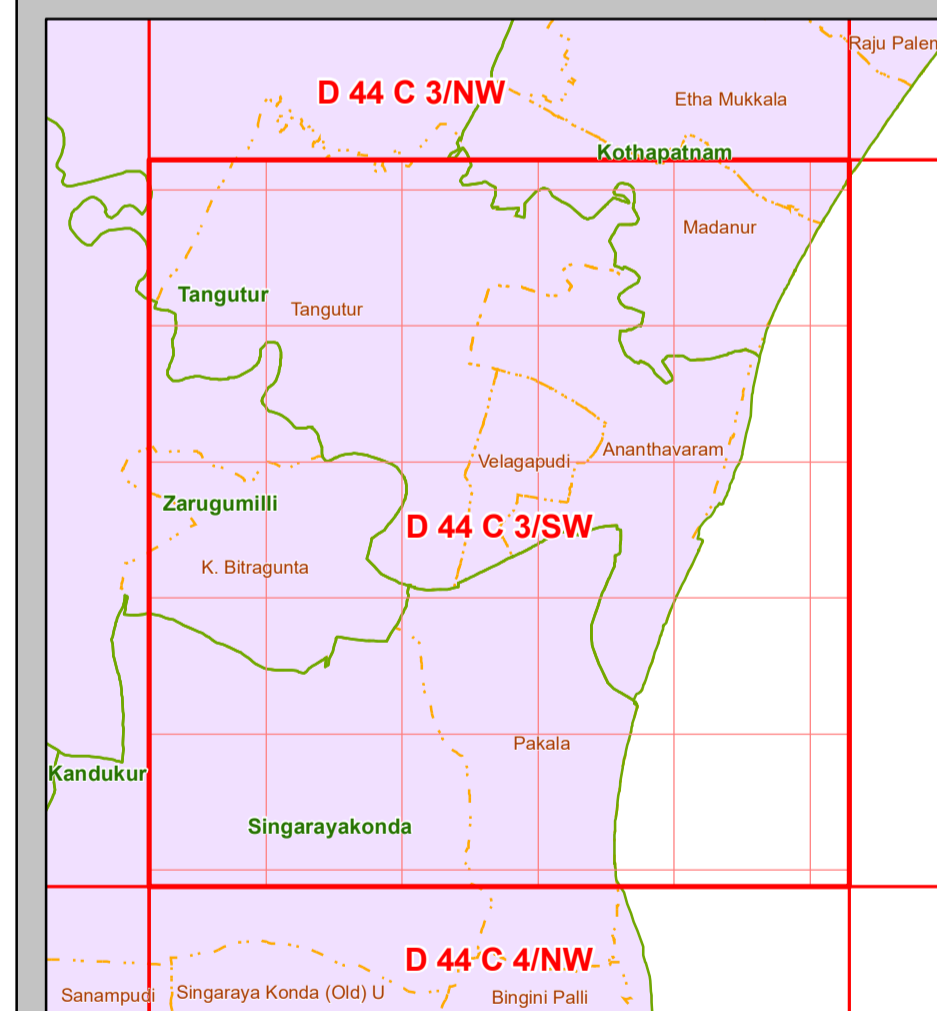 Raju Palem
D 44 C 3/NW
Etha Mukkala
Kothapatnam
Madanur
Tangutur
Tangutur
Ananthavaram
Velagapudi
Zarugumilli
D 44 C 3/SW
K. Bitragunta
Pakala
Kandukur
Singarayakonda
D 44 C 4/NW
Sanampudi
Singaraya Konda (Old) U
Bingini Palli